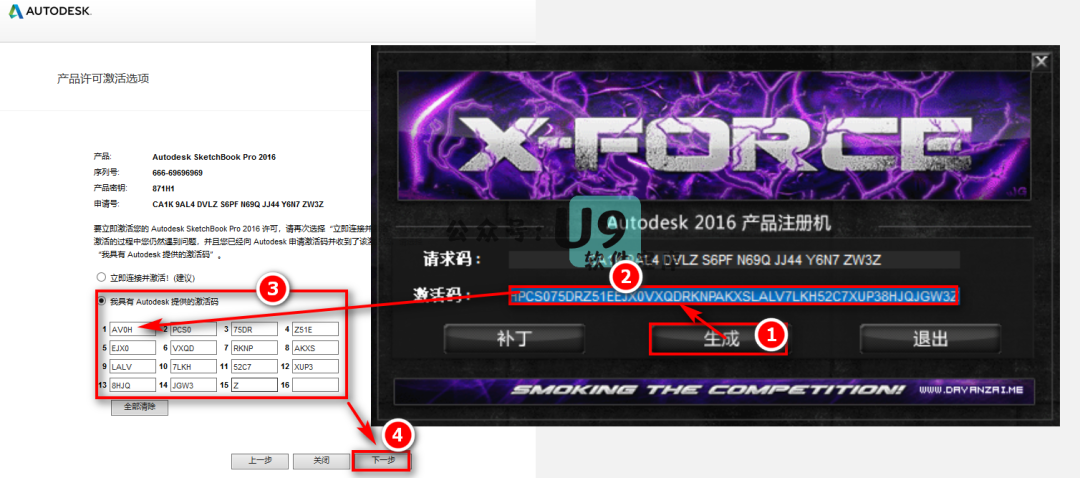 AUTODESK.
产品许可激活选项
产品: Autodesk SketchBook Pro 2016
序列号: 666-69696969
产品密钥: 871H1
申请号: CA1K 9AL4 DVLZ S6PF N69Q JJ44 Y6N7 ZW3Z
要立即激活您的 Autodesk SketchBook Pro 2016 许可，请再次选择“立即连接并
激活的过程中您仍然遇到问题，并且您已经向 Autodesk 申请激活码并收到了该激
“我具有 Autodesk 提供的激活码”。
立即连接并激活! (建议)
我具有 Autodesk 提供的激活码
3
1 AV0H 2 PCS0 3 75DR 4 Z51E
5 EJX0 6 VXQD 7 RKNP 8 AKXS
9 LALV 10 7LKH 11 52C7 12 XUP3
13 8HJQ 14 JGW3 15 Z 16
全部清除
4
上一步 关闭 下一步
X-FORCE
Autodesk 2016 产品注册机
公众号: U9
软件
请求码: CA1K 9AL4 DVLZ S6PF N69Q JJ44 Y6N7 ZW3Z
2
激活码: PCS075DRZ51EEJX0VXQDRKNPAKXSLALV7LKH52C7XUP38HJQJGW3Z
补丁 生成 1 退出
SMOKING THE COMPETITION! WWW.DAYANZAI.ME